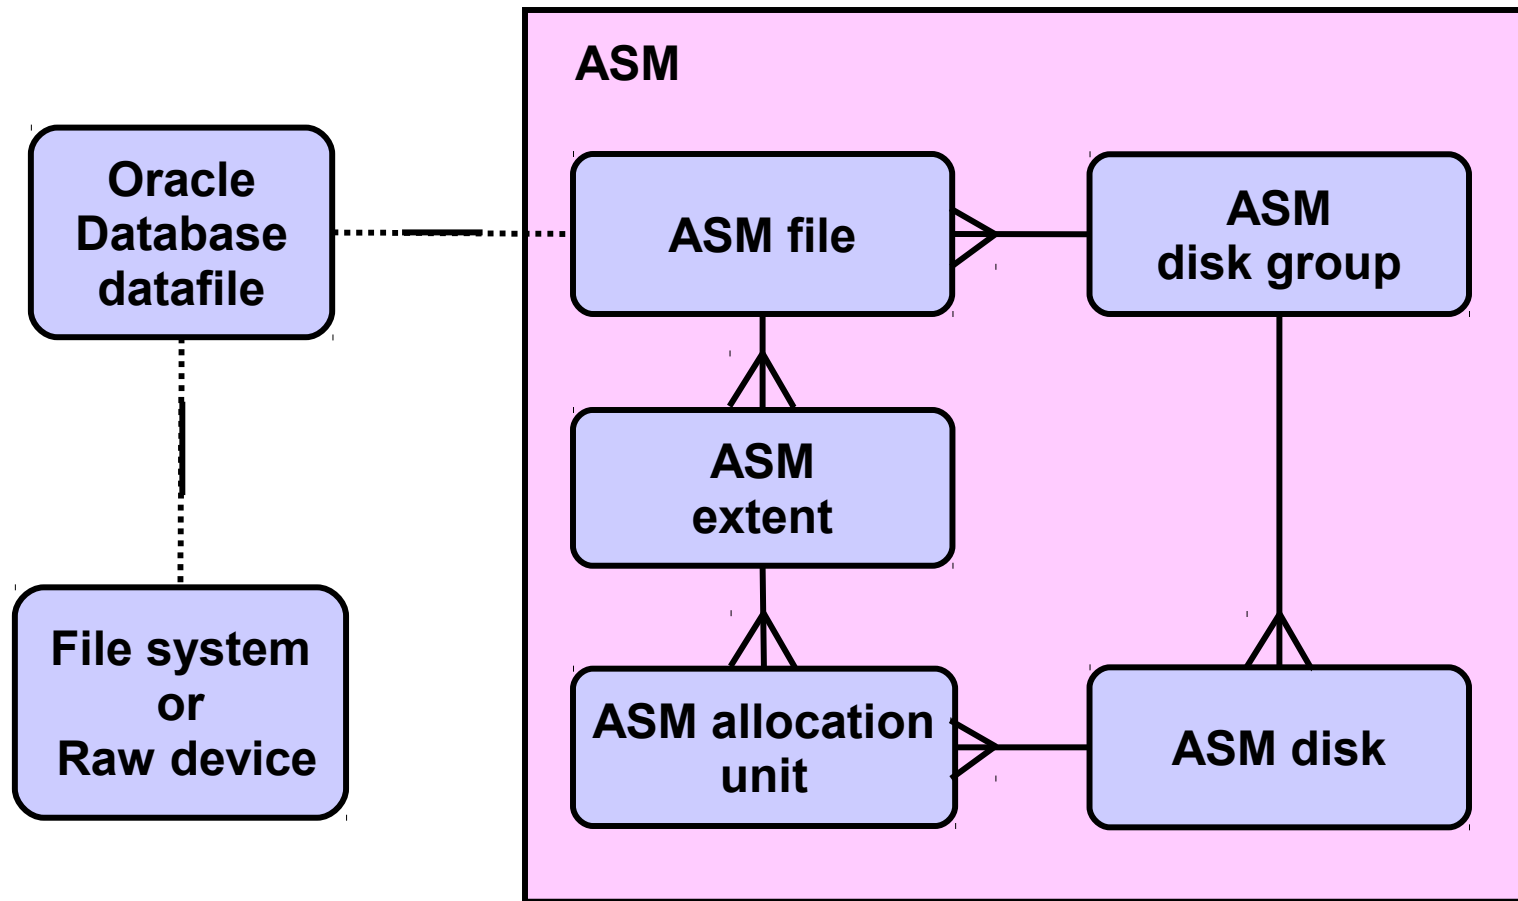 ASM
Oracle
Database
datafile
ASM file
ASM
disk group
ASM
extent
File system
or
Raw device
ASM allocation
unit
ASM disk